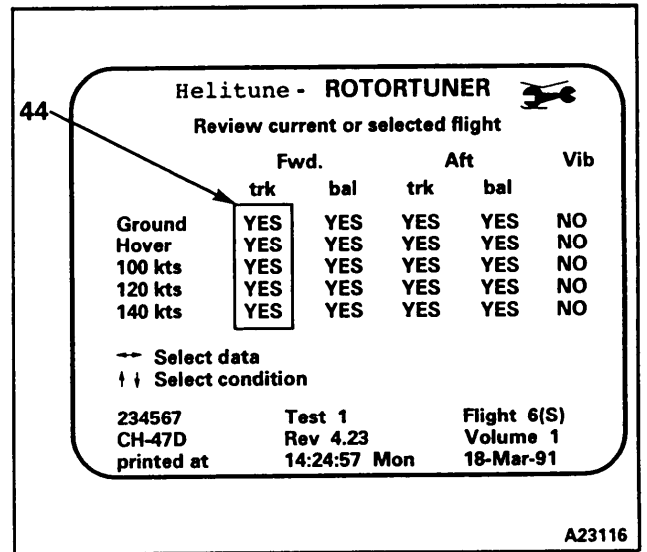 44
Helitune - ROTORTUNER
Review current or selected flight
Fwd. Aft Vib
trk bal trk bal
Ground YES YES YES YES NO
Hover YES YES YES YES NO
100 kts YES YES YES YES NO
120 kts YES YES YES YES NO
140 kts YES YES YES YES NO
↔ Select data
↑ ↓ Select condition
234567 Test 1 Flight 6(S)
CH-47D Rev 4.23 Volume 1
printed at 14:24:57 Mon 18-Mar-91
A23116